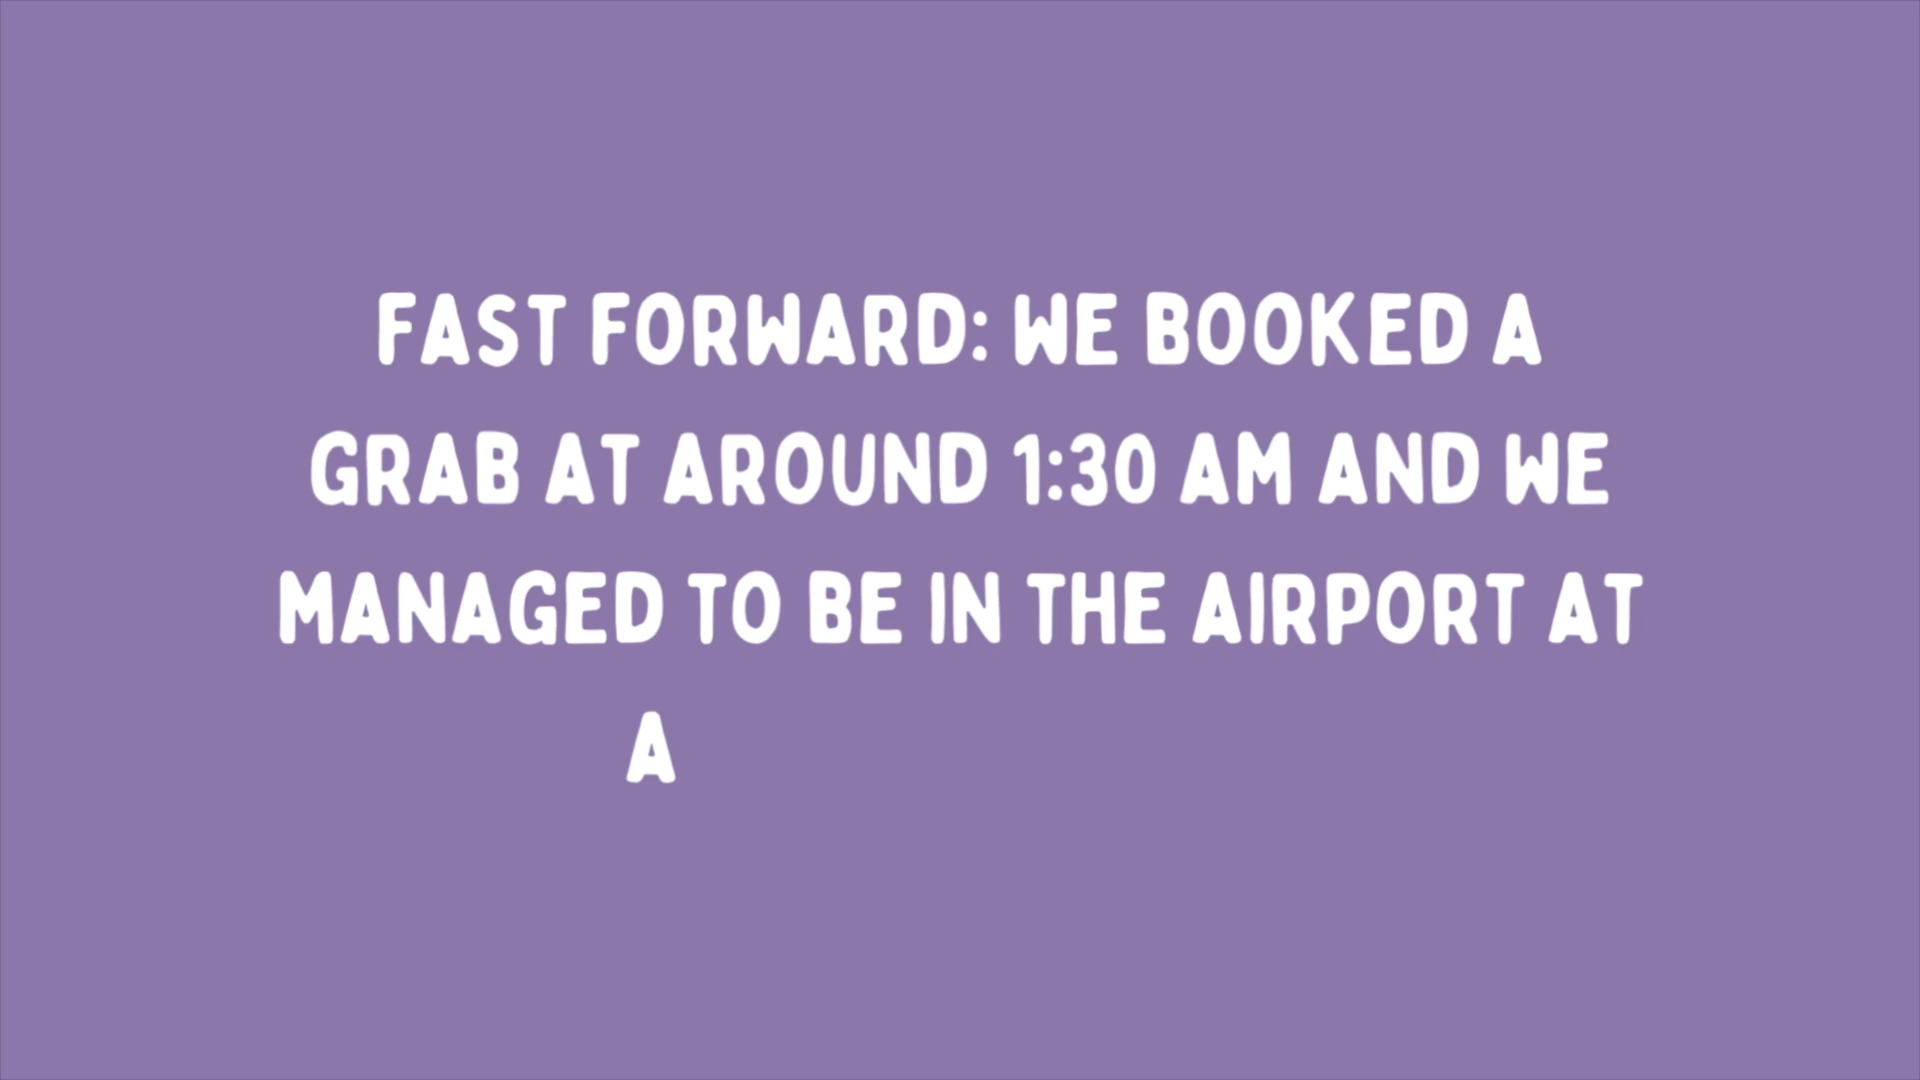 FAST FORWARD: WE BOOKED A
GRAB AT AROUND 1:30 AM AND WE
MANAGED TO BE IN THE AIRPORT AT
A